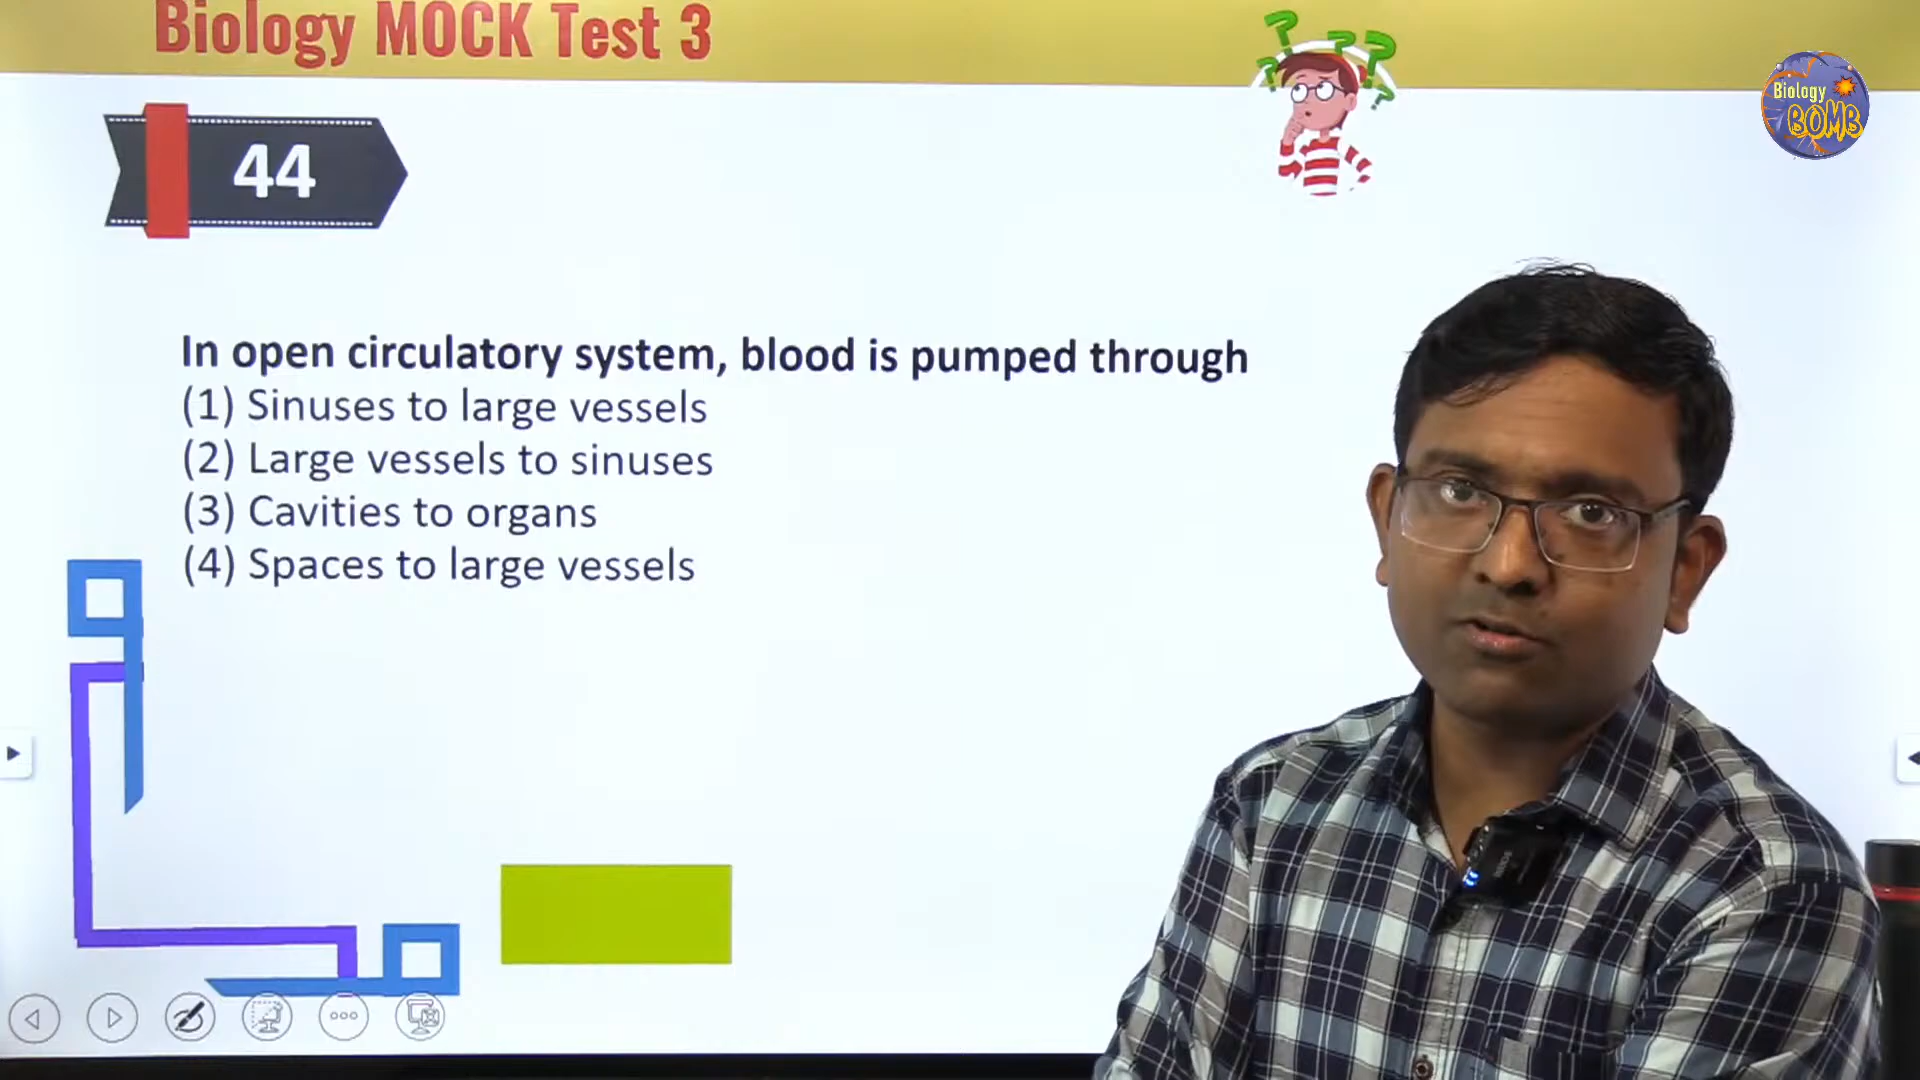 Biology MOCK Test 3
Biology
BOMB
44
In open circulatory system, blood is pumped through
(1) Sinuses to large vessels
(2) Large vessels to sinuses
(3) Cavities to organs
(4) Spaces to large vessels